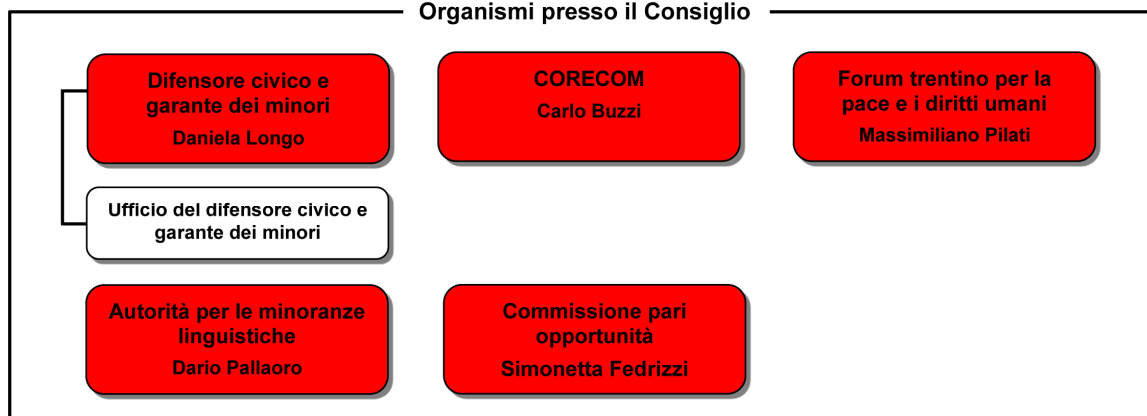 Organismi presso il Consiglio
Difensore civico e
garante dei minori
Daniela Longo
CORECOM
Carlo Buzzi
Forum trentino per la
pace e i diritti umani
Massimiliano Pilati
Ufficio del difensore civico e
garante dei minori
Autorità per le minoranze
linguistiche
Dario Pallaoro
Commissione pari
opportunità
Simonetta Fedrizzi